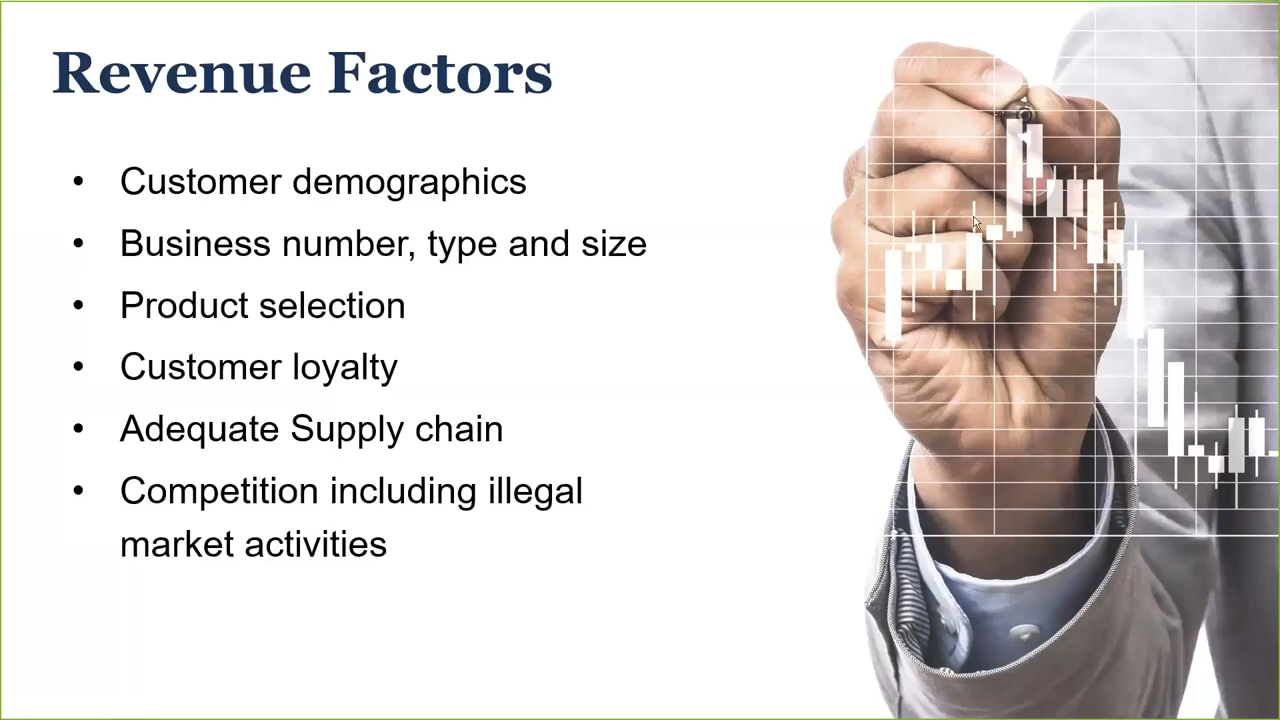 Revenue Factors
• Customer demographics
• Business number, type and size
• Product selection
• Customer loyalty
• Adequate Supply chain
• Competition including illegal
market activities